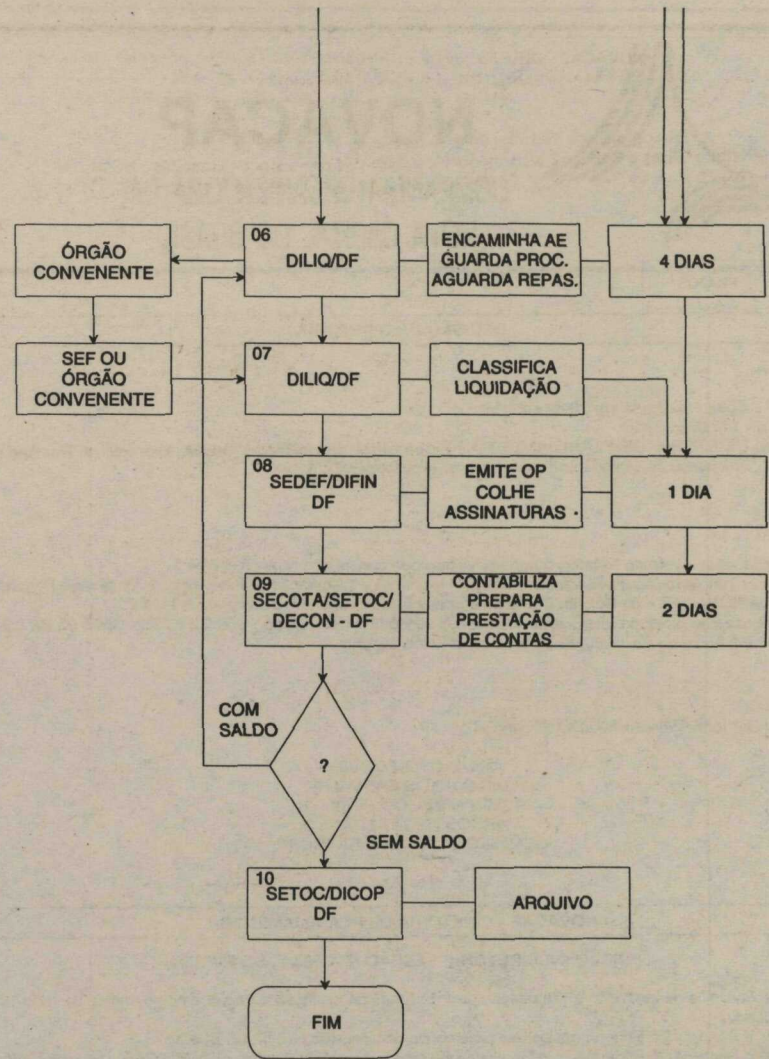 06
ÓRGÃO
CONVENENTE
DILIQ/DF
ENCAMINHA AE
GUARDA PROC.
AGUARDA REPAS.
4 DIAS
SEF OU
ÓRGÃO
CONVENENTE
07
DILIQ/DF
CLASSIFICA
LIQUIDAÇÃO
08
SEDEF/DIFIN
DF
EMITE OP
COLHE
ASSINATURAS
1 DIA
09
SECOTA/SETOC/
DECON - DF
CONTABILIZA
PREPARA
PRESTAÇÃO
DE CONTAS
2 DIAS
COM
SALDO
?
SEM SALDO
10
SETOC/DICOP
DF
ARQUIVO
FIM